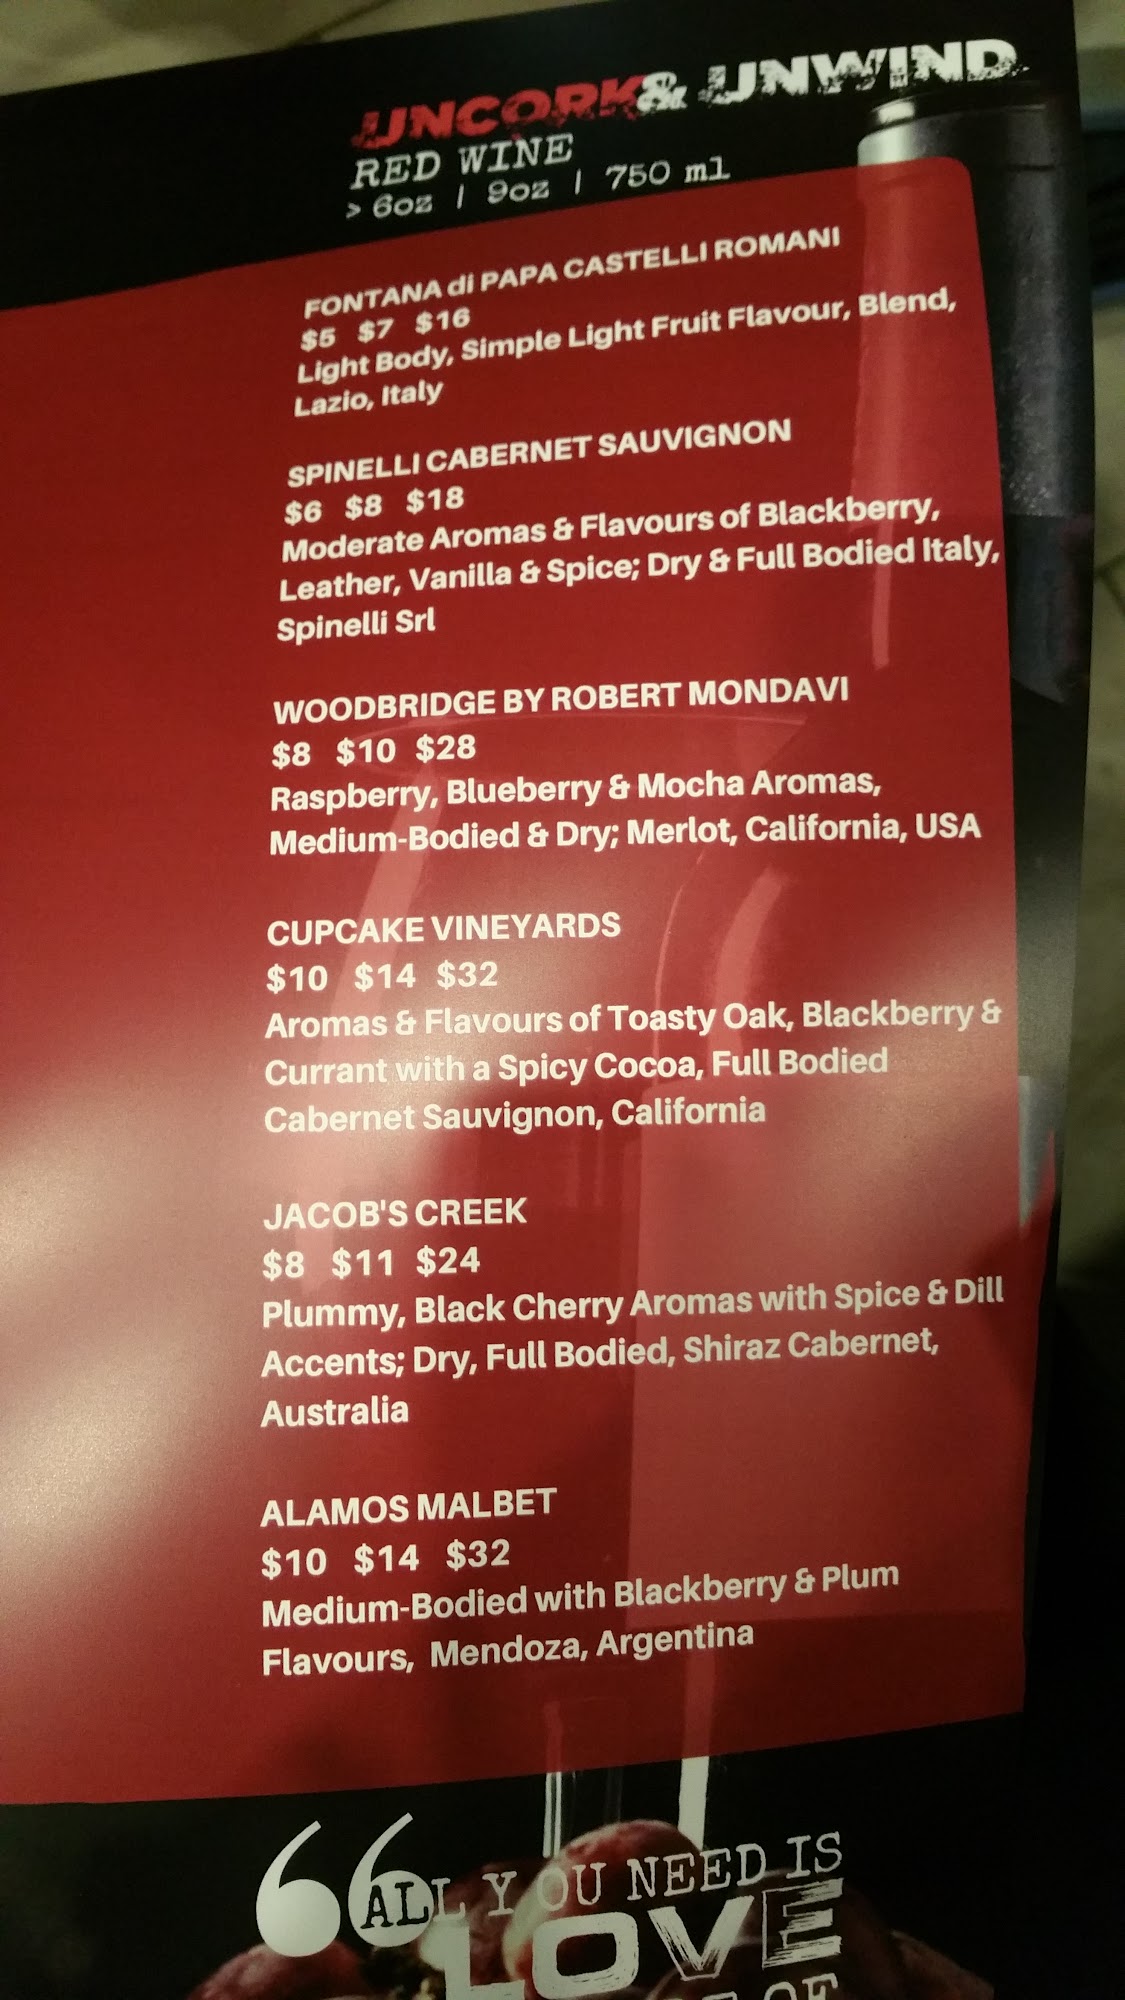 UNCORK & UNWIND
RED WINE
> 6oz | 9oz | 750 ml
FONTANA di PAPA CASTELLI ROMANI
$5 $7 $16
Light Body, Simple Light Fruit Flavour, Blend,
Lazio, Italy
SPINELLI CABERNET SAUVIGNON
$6 $8 $18
Moderate Aromas & Flavours of Blackberry,
Leather, Vanilla & Spice; Dry & Full Bodied Italy,
Spinelli Srl
WOODBRIDGE BY ROBERT MONDAVI
$8 $10 $28
Raspberry, Blueberry & Mocha Aromas,
Medium-Bodied & Dry; Merlot, California, USA
CUPCAKE VINEYARDS
$10 $14 $32
Aromas & Flavours of Toasty Oak, Blackberry &
Currant with a Spicy Cocoa, Full Bodied
Cabernet Sauvignon, California
JACOB'S CREEK
$8 $11 $24
Plummy, Black Cherry Aromas with Spice & Dill
Accents; Dry, Full Bodied, Shiraz Cabernet,
Australia
ALAMOS MALBET
$10 $14 $32
Medium-Bodied with Blackberry & Plum
Flavours, Mendoza, Argentina
“ALL YOU NEED IS
LOVE
OF